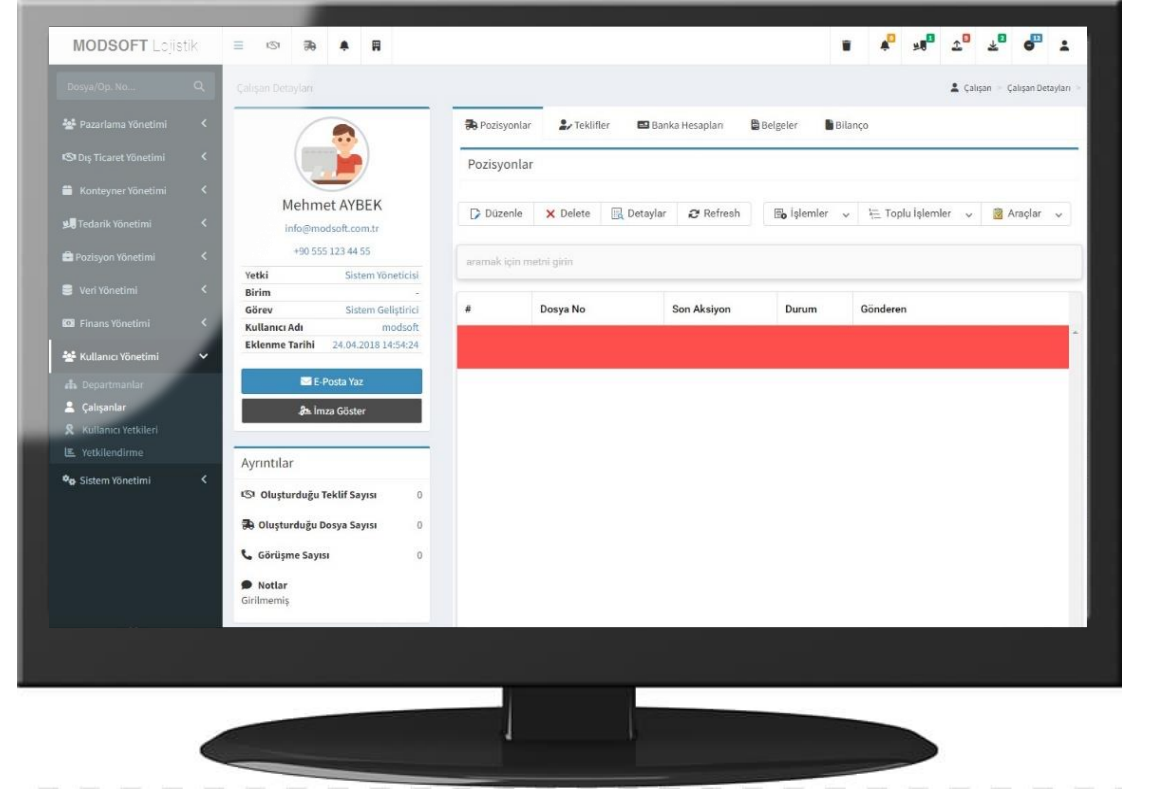 MODSOFT Lojistik
Dosya/Op. No...
Çalışan Detayları
Çalışan
Çalışan Detayları
Pazarlama Yönetimi
Dış Ticaret Yönetimi
Konteyner Yönetimi
Tedarik Yönetimi
Pozisyon Yönetimi
Veri Yönetimi
Finans Yönetimi
Kullanıcı Yönetimi
Departmanlar
Çalışanlar
Kullanıcı Yetkileri
Yetkilendirme
Sistem Yönetimi
Mehmet AYBEK
info@modsoft.com.tr
+90 555 123 44 55
Yetki Sistem Yöneticisi
Birim -
Görev Sistem Geliştirici
Kullanıcı Adı modsoft
Eklenme Tarihi 24.04.2018 14:54:24
E-Posta Yaz
İmza Göster
Ayrıntılar
Oluşturduğu Teklif Sayısı 0
Oluşturduğu Dosya Sayısı 0
Görüşme Sayısı 0
Notlar
Girilmemiş
Pozisyonlar Teklifler Banka Hesapları Belgeler Bilanço
Pozisyonlar
Düzenle Delete Detaylar Refresh İşlemler Toplu İşlemler Araçlar
aramak için metni girin
# Dosya No Son Aksiyon Durum Gönderen